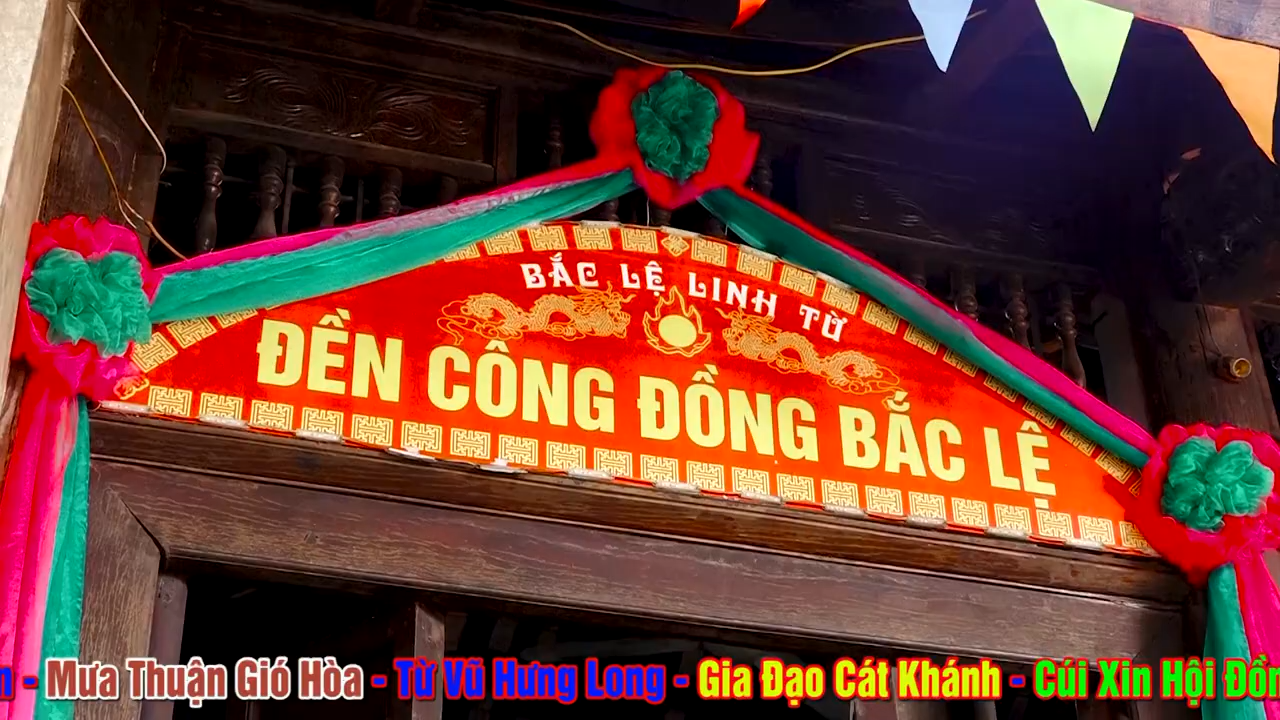 BẮC LỆ LINH TỪ
ĐỀN CÔNG ĐỒNG BẮC LỆ
- Mưa Thuận Gió Hòa - Từ Vũ Hưng Long - Gia Đạo Cát Khánh - Cúi Xin Hội